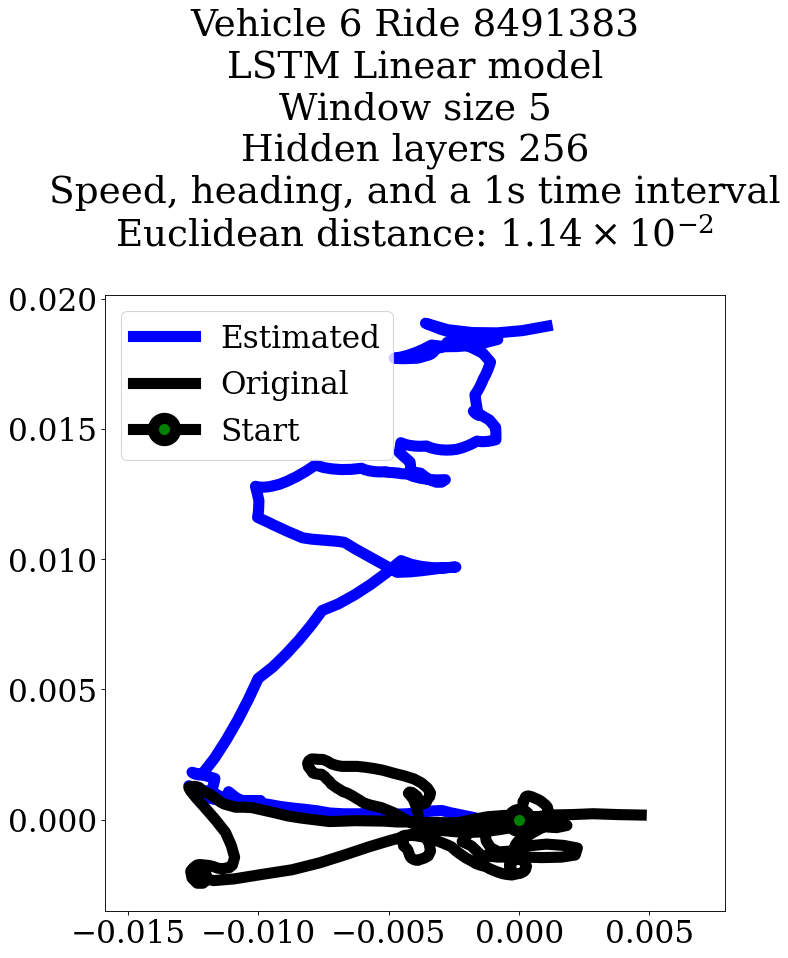 Vehicle 6 Ride 8491383
LSTM Linear model
Window size 5
Hidden layers 256
Speed, heading, and a 1s time interval
Euclidean distance: 1.14 × 10⁻²
0.020
Estimated
Original
Start
0.015
0.010
0.005
0.000
−0.015 −0.010 −0.005 0.000 0.005